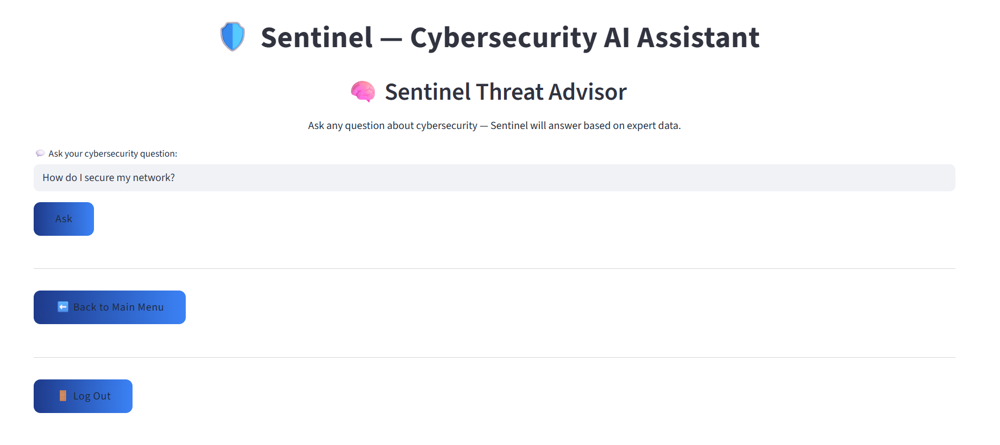 Sentinel — Cybersecurity AI Assistant
Sentinel Threat Advisor
Ask any question about cybersecurity — Sentinel will answer based on expert data.
Ask your cybersecurity question:
How do I secure my network?
Ask
Back to Main Menu
Log Out